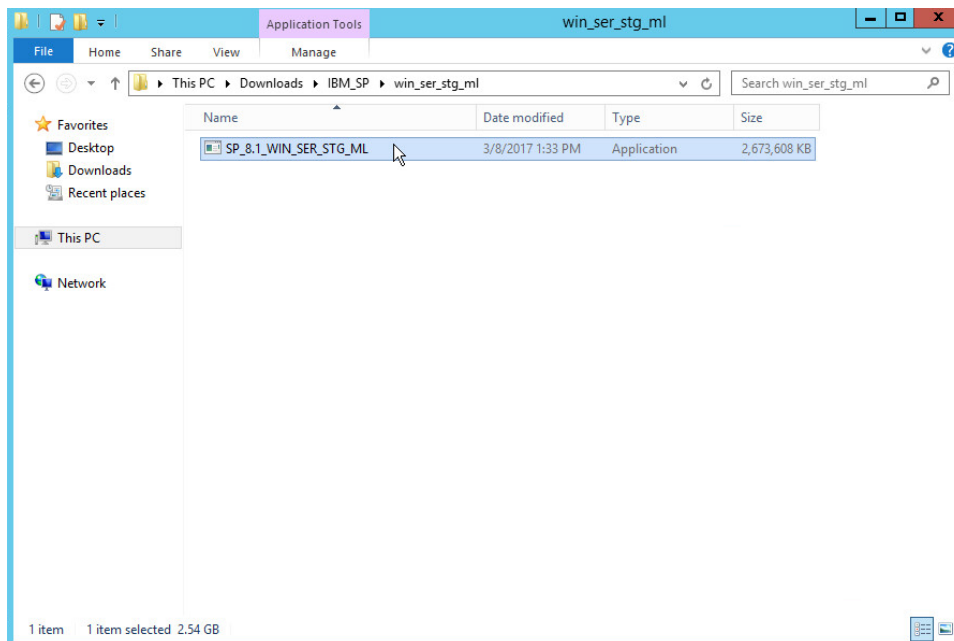 Application Tools win_ser_stg_ml
File Home Share View Manage
This PC Downloads IBM_SP win_ser_stg_ml Search win_ser_stg_ml
Name Date modified Type Size
Favorites
Desktop
Downloads
Recent places
This PC
Network
SP_8.1_WIN_SER_STG_ML 3/8/2017 1:33 PM Application 2,673,608 KB
1 item 1 item selected 2.54 GB